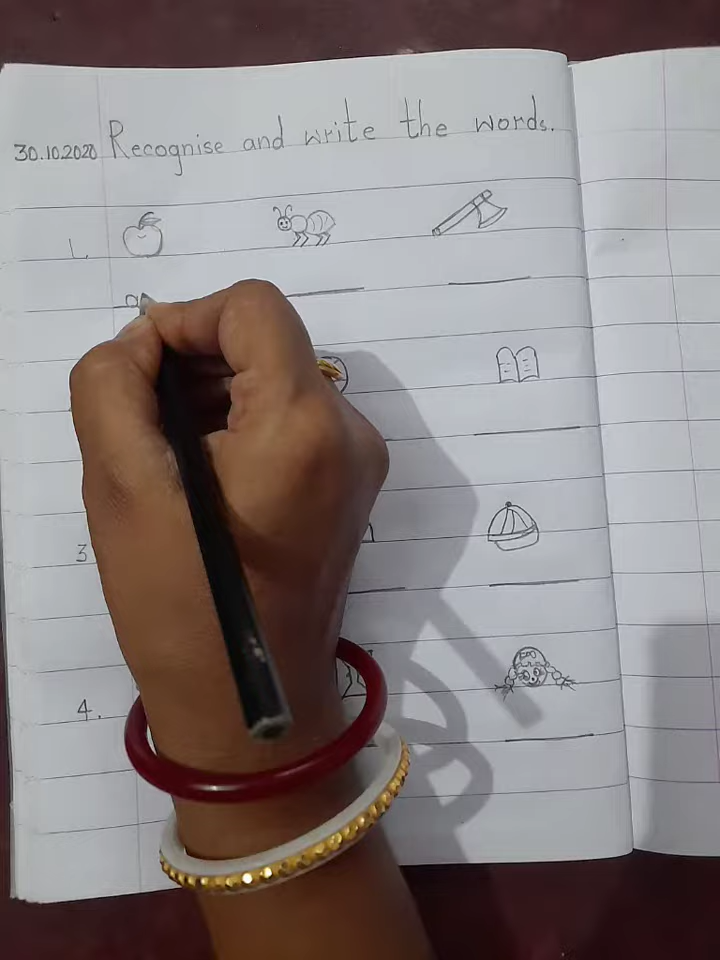 30.10.2020 Recognise and write the words.
1.
a
3
4.